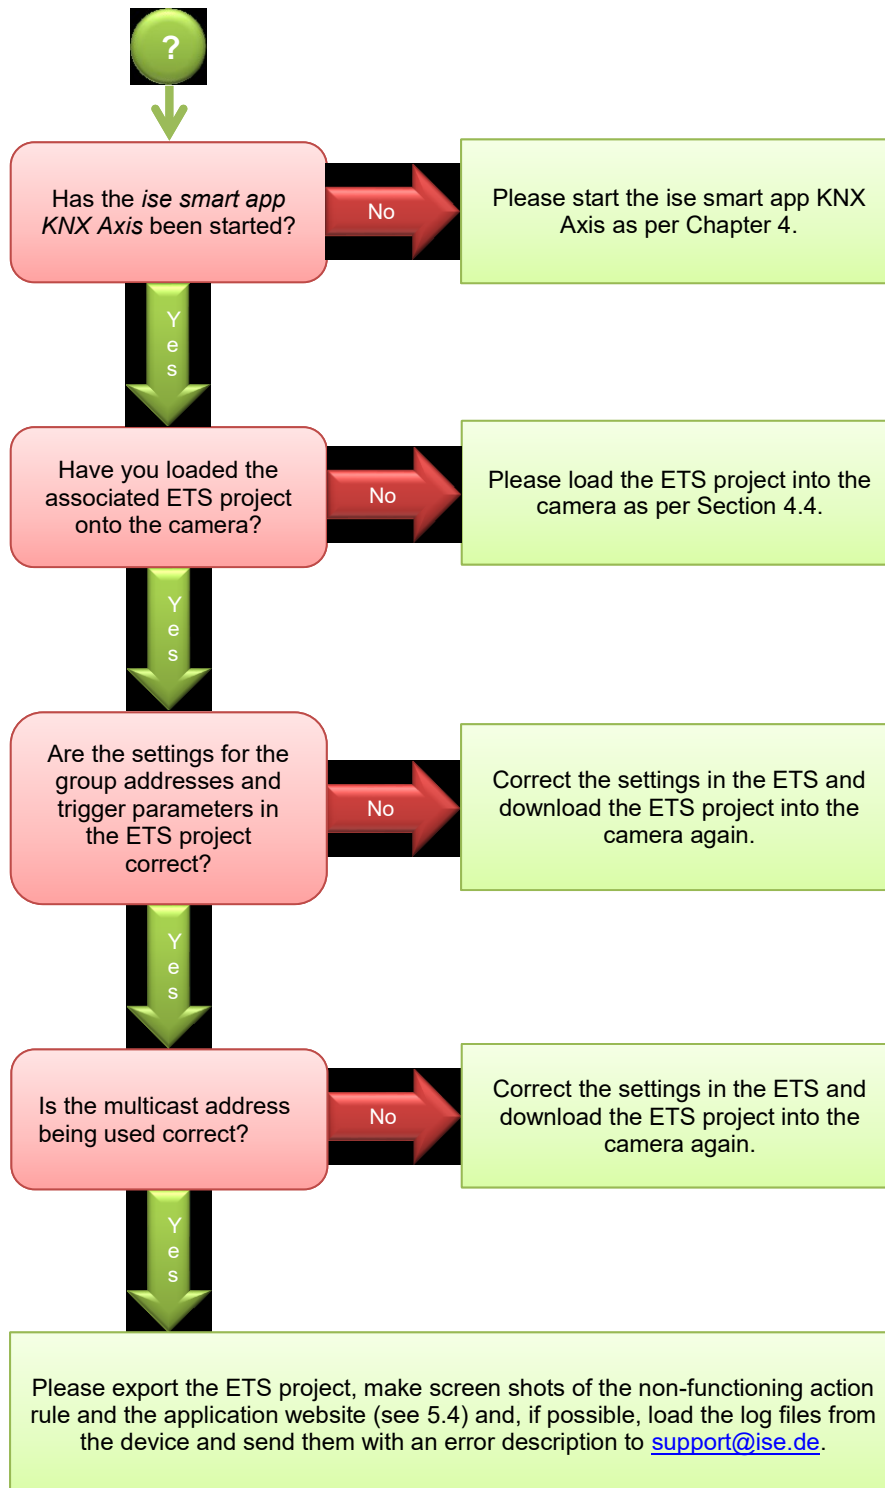 ?
Has the ise smart app
KNX Axis been started?
No
Please start the ise smart app KNX
Axis as per Chapter 4.
Yes
Have you loaded the
associated ETS project
onto the camera?
No
Please load the ETS project into the
camera as per Section 4.4.
Yes
Are the settings for the
group addresses and
trigger parameters in
the ETS project
correct?
No
Correct the settings in the ETS and
download the ETS project into the
camera again.
Yes
Is the multicast address
being used correct?
No
Correct the settings in the ETS and
download the ETS project into the
camera again.
Yes
Please export the ETS project, make screen shots of the non-functioning action
rule and the application website (see 5.4) and, if possible, load the log files from
the device and send them with an error description to support@ise.de.